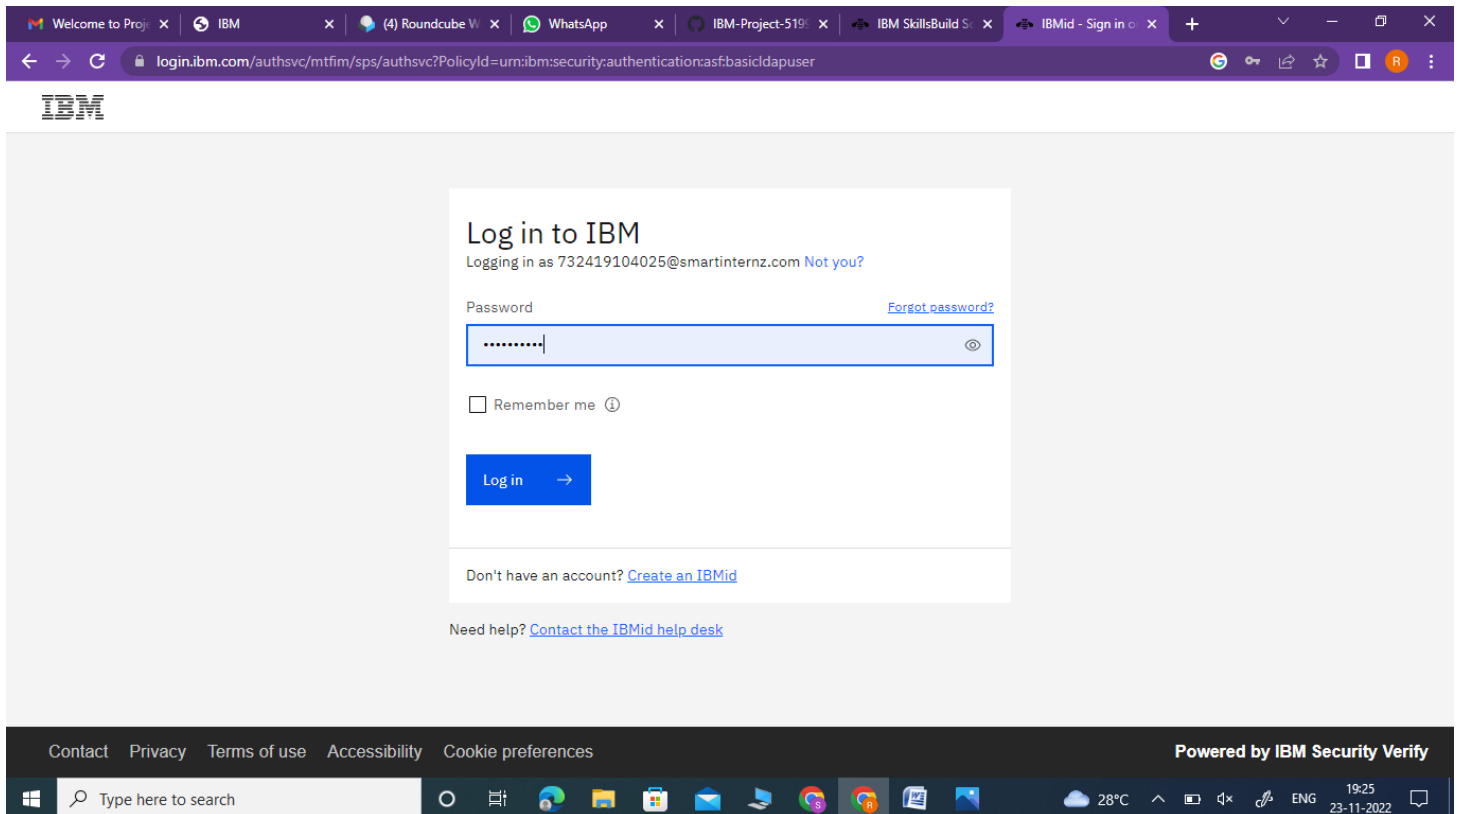 Welcome to Proje
IBM
(4) Roundcube W
WhatsApp
IBM-Project-5199
IBM SkillsBuild So
IBMid - Sign in o
login.ibm.com/authsvc/mtfim/sps/authsvc?PolicyId=urn:ibm:security:authentication:asf:basicldapuser
R
IBM
Log in to IBM
Logging in as 732419104025@smartinternz.com Not you?
Password Forgot password?
Remember me
Log in
Don't have an account? Create an IBMid
Need help? Contact the IBMid help desk
Contact Privacy Terms of use Accessibility Cookie preferences Powered by IBM Security Verify
Type here to search
28°C
ENG
19:25
23-11-2022